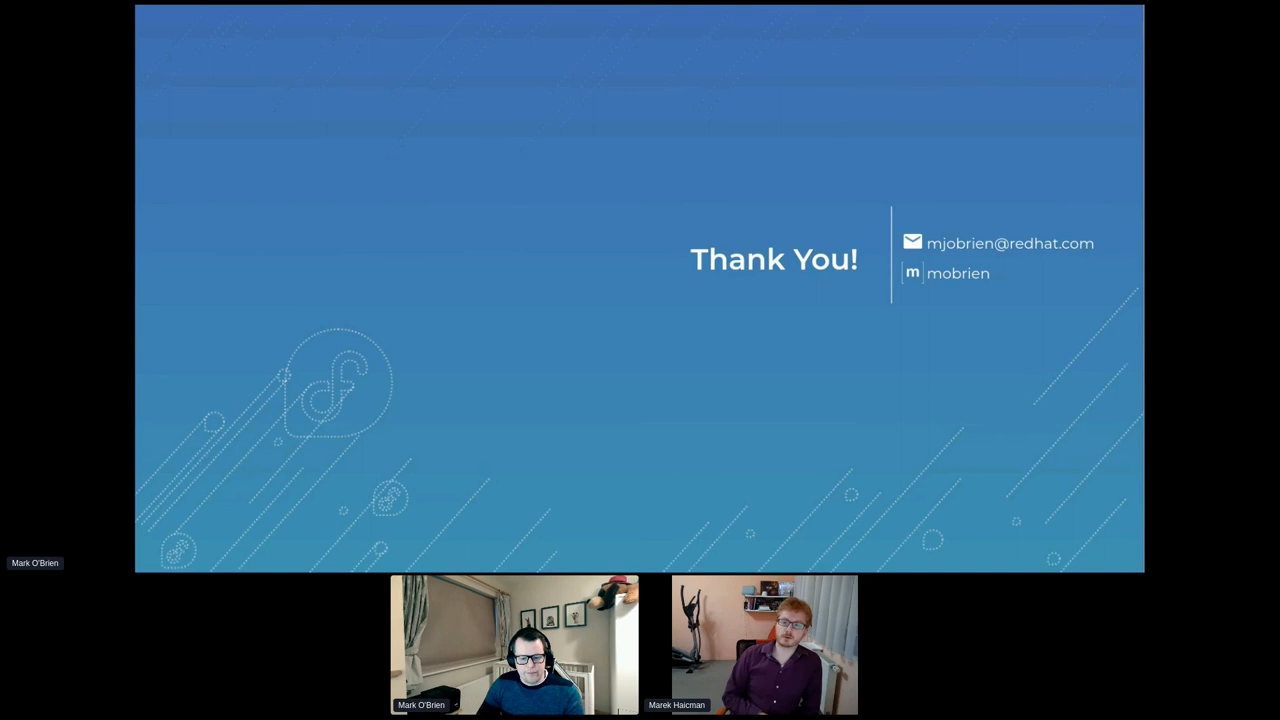 Thank You!
mjobrien@redhat.com
[m] mobrien
Mark O'Brien
Mark O'Brien
Marek Haicman